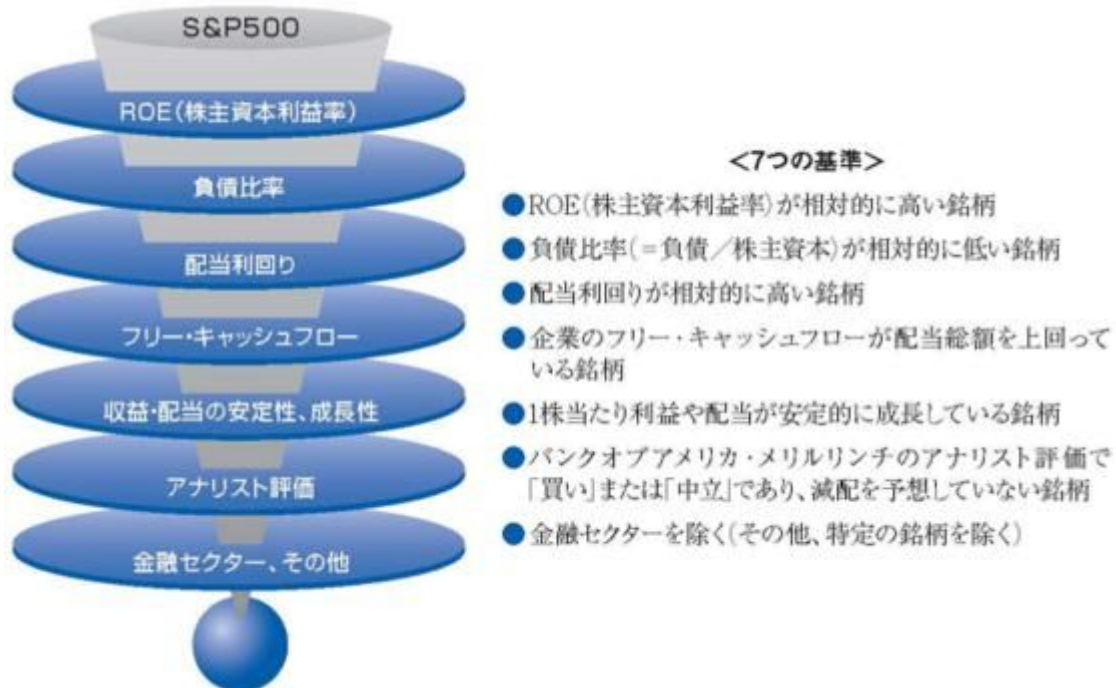 S&P500
ROE(株主資本利益率)
負債比率
配当利回り
フリー・キャッシュフロー
収益・配当の安定性、成長性
アナリスト評価
金融セクター、その他
<7つの基準>
●ROE(株主資本利益率)が相対的に高い銘柄
●負債比率(=負債/株主資本)が相対的に低い銘柄
●配当利回りが相対的に高い銘柄
●企業のフリー・キャッシュフローが配当総額を上回って
いる銘柄
●1株当たり利益や配当が安定的に成長している銘柄
●バンクオブアメリカ・メリルリンチのアナリスト評価で
「買い」または「中立」であり、減配を予想していない銘柄
●金融セクターを除く(その他、特定の銘柄を除く)